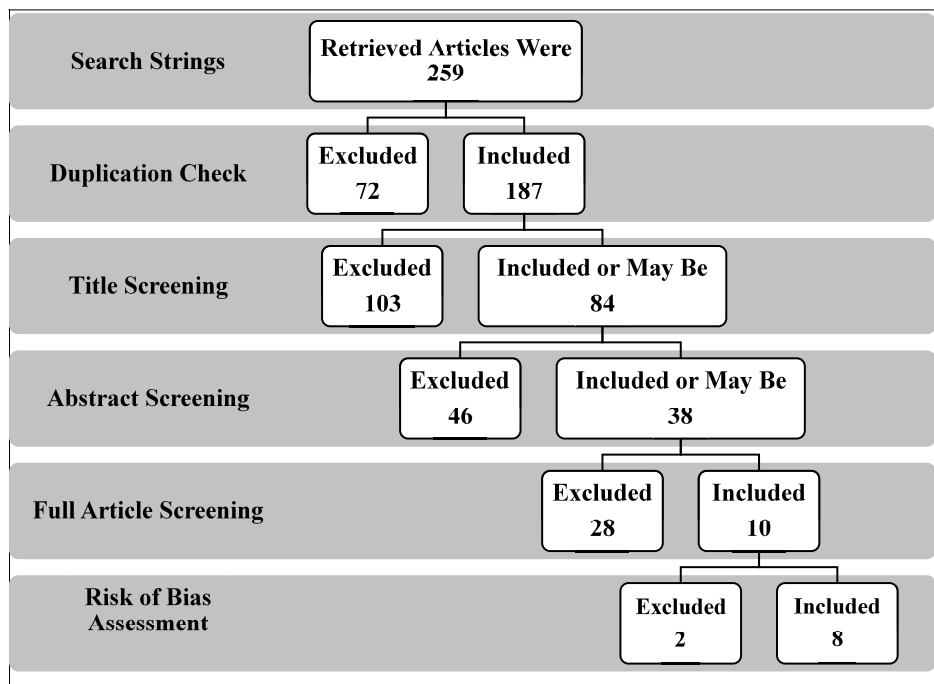 Search Strings
Retrieved Articles Were
259
Duplication Check
Excluded
72
Included
187
Title Screening
Excluded
103
Included or May Be
84
Abstract Screening
Excluded
46
Included or May Be
38
Full Article Screening
Excluded
28
Included
10
Risk of Bias
Assessment
Excluded
2
Included
8